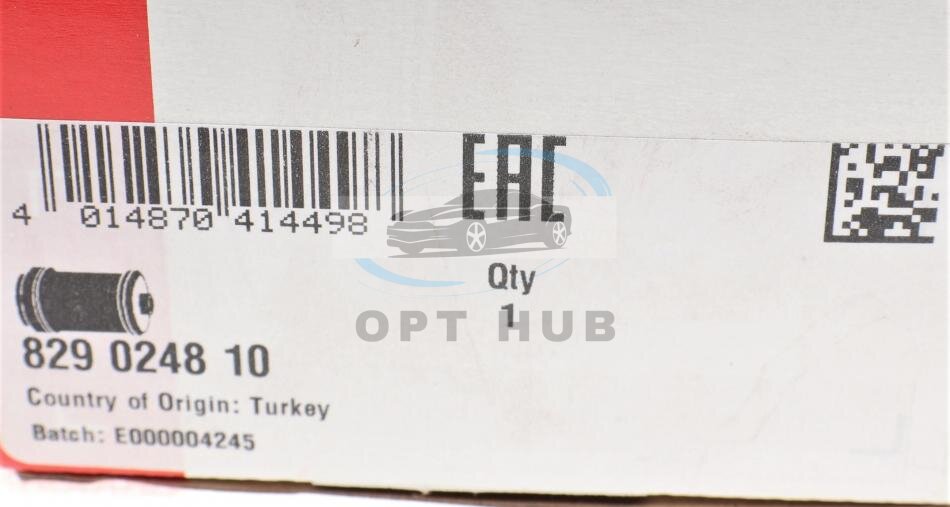 4 014870 414498
EAC
Qty
1
OPT HUB
829 0248 10
Country of Origin: Turkey
Batch: E000004245